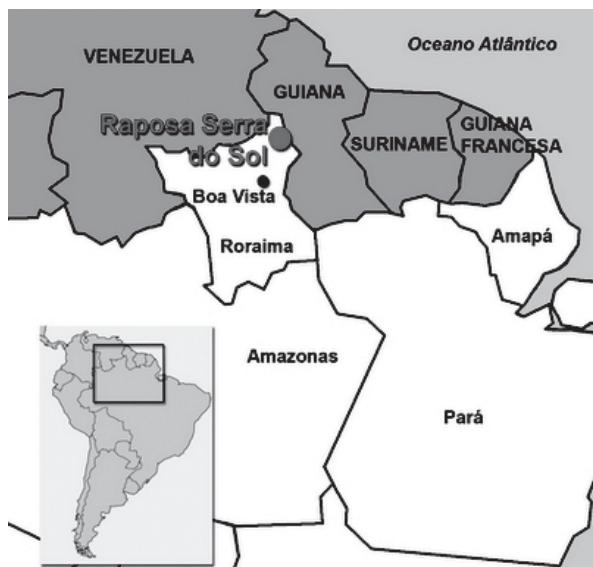 Oceano Atlântico
VENEZUELA
GUIANA
Raposa Serra
do Sol
SURINAME
GUIANA
FRANCESA
Boa Vista
Amapá
Roraima
Amazonas
Pará